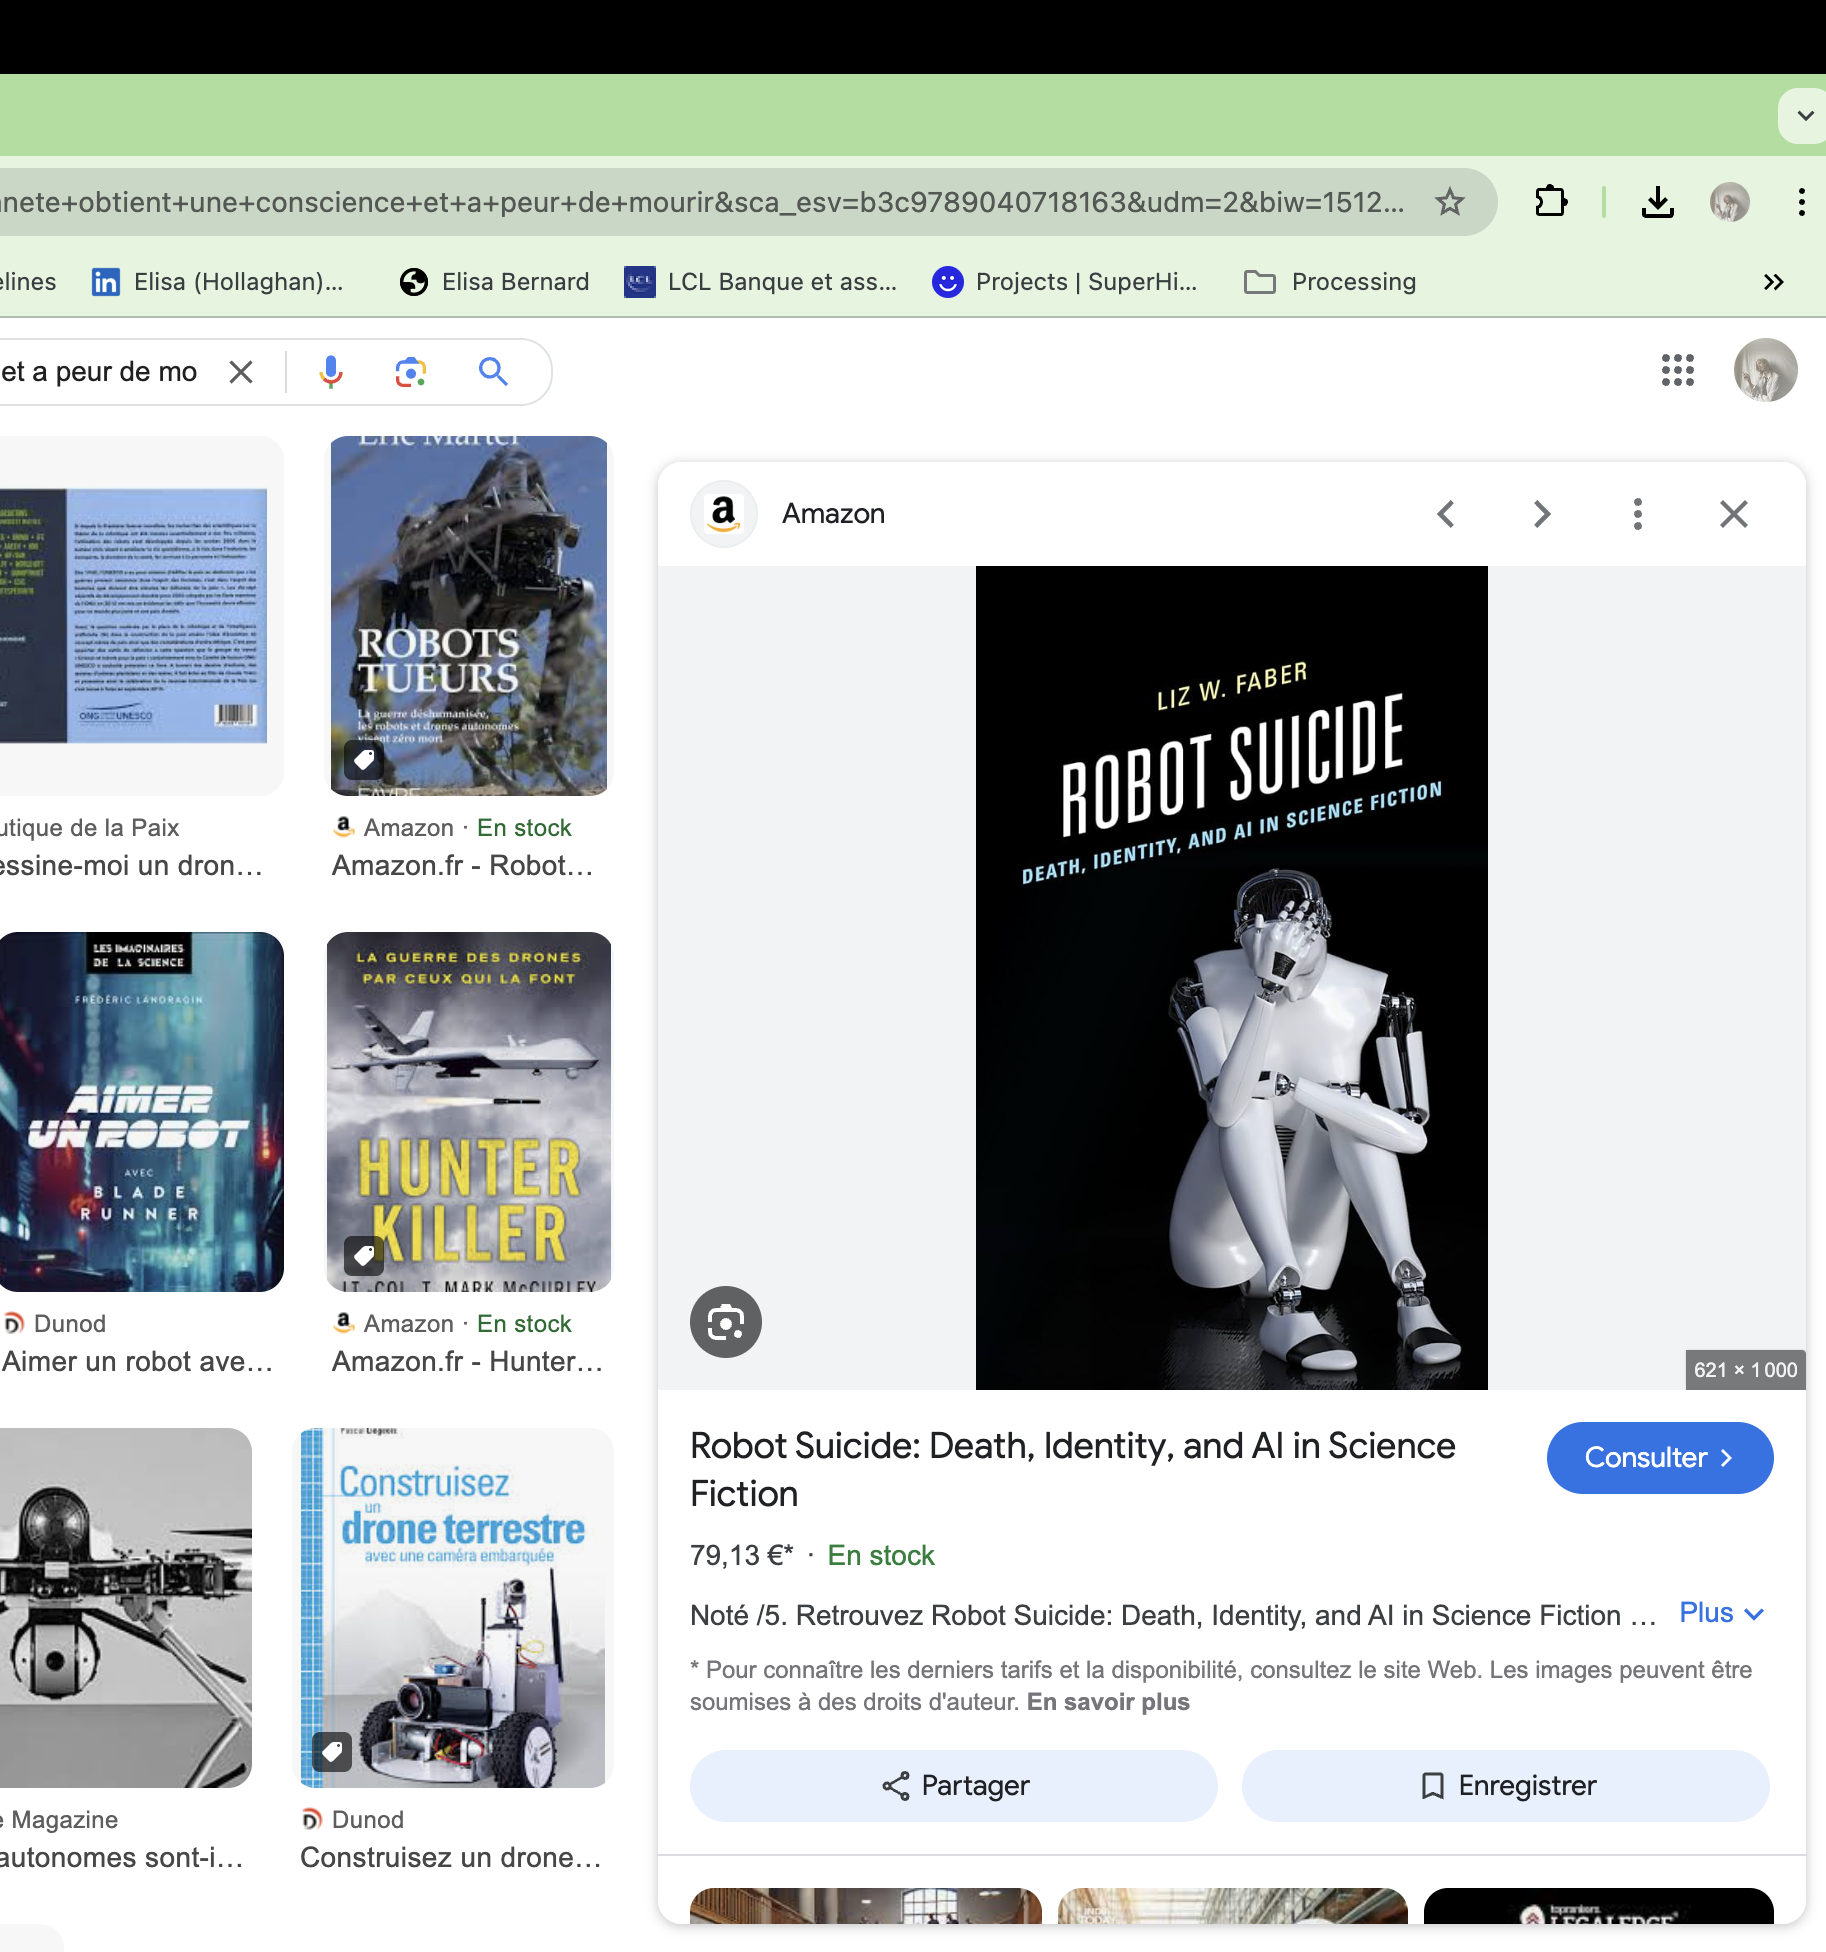 nete+obtient+une+conscience+et+a+peur+de+mourir&sca_esv=b3c9789040718163&udm=2&biw=1512...
elines
Elisa (Hollaghan)...
Elisa Bernard
LCL Banque et ass...
Projects | SuperHi...
Processing
et a peur de mo
ONG UNESCO
utique de la Paix
essine-moi un dron...
ROBOTS
TUEURS
La guerre déshumanisée,
les robots et drones autonomes
visent zéro mort
FAVRE
Amazon · En stock
Amazon.fr - Robot...
LES IMAGINAIRES
DE LA SCIENCE
FRÉDÉRIC LANDRAGIN
AIMER
UN ROBOT
AVEC
BLADE
RUNNER
Dunod
Aimer un robot ave...
LA GUERRE DES DRONES
PAR CEUX QUI LA FONT
HUNTER
KILLER
LT-COL. T. MARK McCURLEY
Amazon · En stock
Amazon.fr - Hunter...
e Magazine
autonomes sont-i...
Construisez
un
drone terrestre
avec une caméra embarquée
Dunod
Construisez un drone...
Amazon
LIZ W. FABER
ROBOT SUICIDE
DEATH, IDENTITY, AND AI IN SCIENCE FICTION
621 × 1 000
Robot Suicide: Death, Identity, and AI in Science
Fiction
Consulter
79,13 €* · En stock
Noté /5. Retrouvez Robot Suicide: Death, Identity, and AI in Science Fiction ...
Plus
* Pour connaître les derniers tarifs et la disponibilité, consultez le site Web. Les images peuvent être
soumises à des droits d'auteur. En savoir plus
Partager
Enregistrer
LEGALEDGE